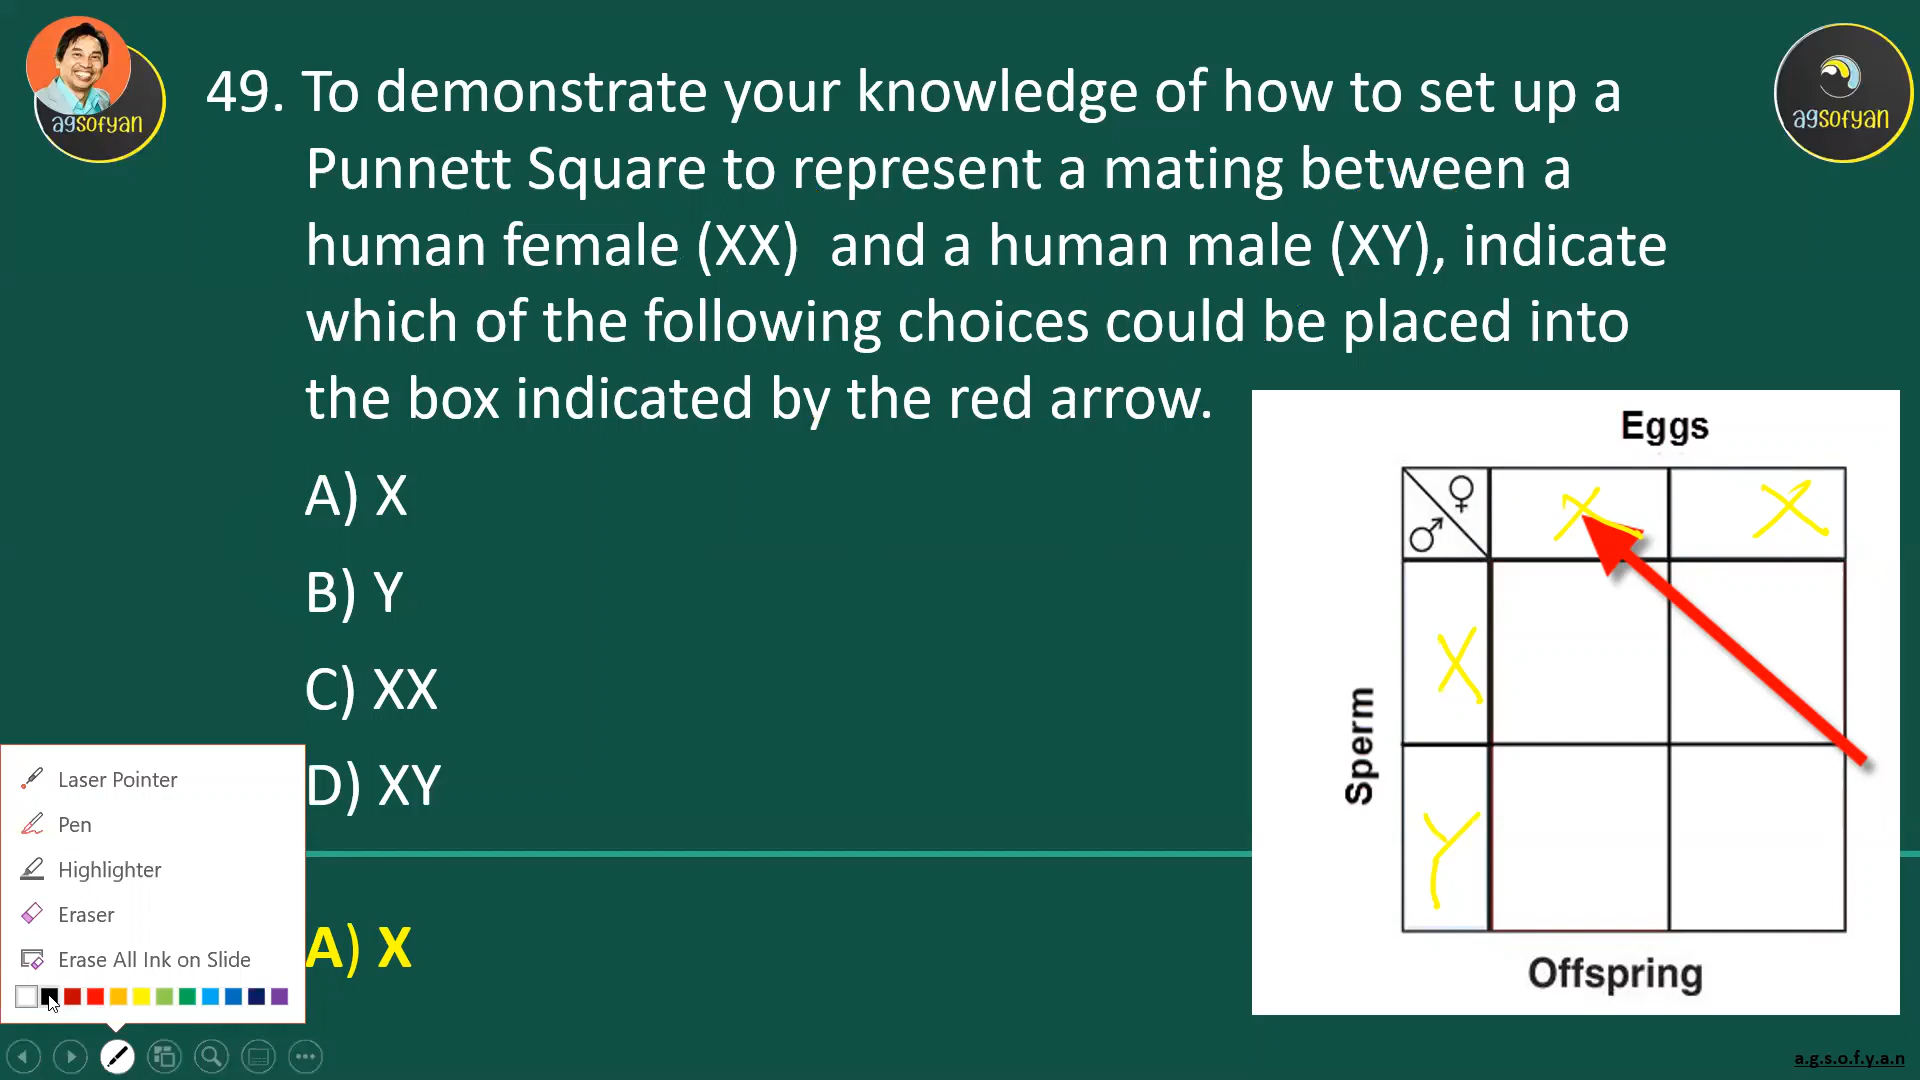 agsofyan
agsofyan
49. To demonstrate your knowledge of how to set up a
Punnett Square to represent a mating between a
human female (XX) and a human male (XY), indicate
which of the following choices could be placed into
the box indicated by the red arrow.
A) X
B) Y
C) XX
D) XY
A) X
Eggs
♀
♂
X
X
X
Y
Sperm
Offspring
Laser Pointer
Pen
Highlighter
Eraser
Erase All Ink on Slide
a.g.s.o.f.y.a.n